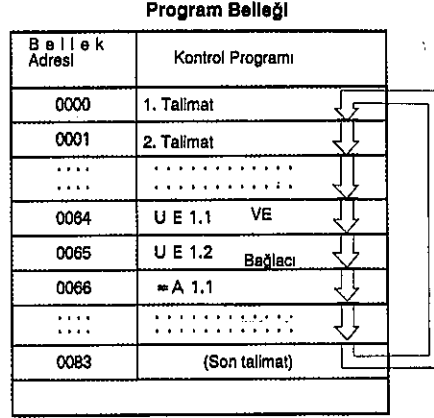 Program Belleği
Bellek Adresi Kontrol Programı
0000 1. Talimat
0001 2. Talimat
.... ............
.... ............
0064 U E 1.1 VE
0065 U E 1.2 Bağlacı
0066 = A 1.1
.... ............
.... ............
0083 (Son talimat)